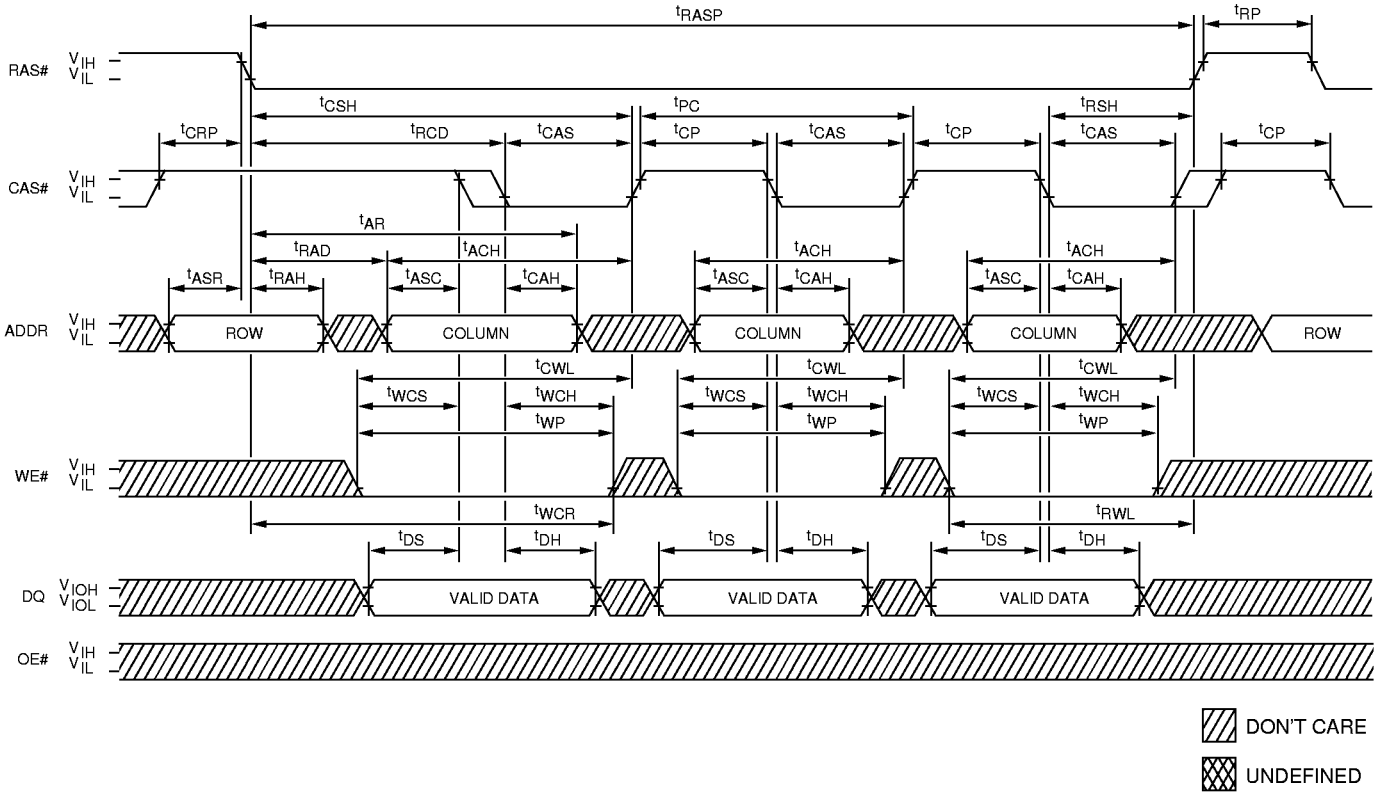 tRASP tRP
RAS# VIH
VIL
tCSH tPC tRSH
tCRP tRCD tCAS tCP tCAS tCP tCAS tCP
CAS# VIH
VIL
tAR
tRAD tACH tACH tACH
tASR tRAH tASC tCAH tASC tCAH tASC tCAH
ADDR VIH
VIL
ROW COLUMN COLUMN COLUMN ROW
tCWL tCWL tCWL
tWCS tWCH tWCS tWCH tWCS tWCH
tWP tWP tWP
WE# VIH
VIL
tWCR tRWL
tDS tDH tDS tDH tDS tDH
DQ VIOH
VIOL
VALID DATA VALID DATA VALID DATA
OE# VIH
VIL
DON'T CARE
UNDEFINED